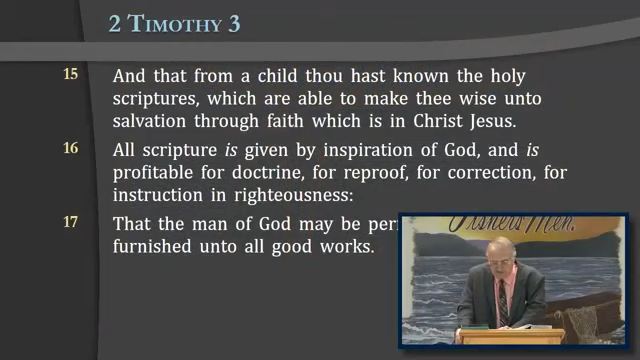 2 Timothy 3
15 And that from a child thou hast known the holy
scriptures, which are able to make thee wise unto
salvation through faith which is in Christ Jesus.
16 All scripture is given by inspiration of God, and is
profitable for doctrine, for reproof, for correction, for
instruction in righteousness:
17 That the man of God may be per
furnished unto all good works.
Men.